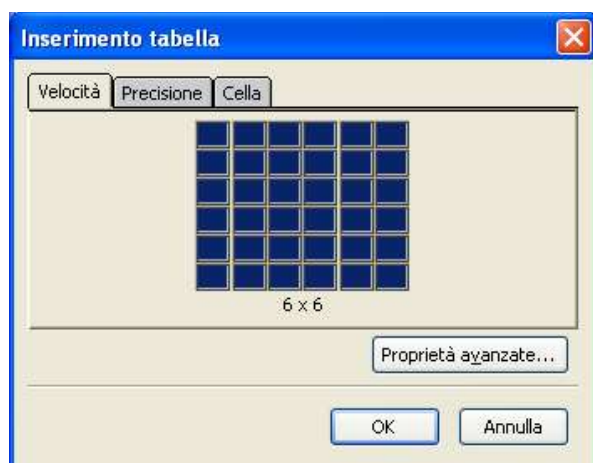 Inserimento tabella
Velocità Precisione Cella
6 x 6
Proprietà avanzate...
OK Annulla